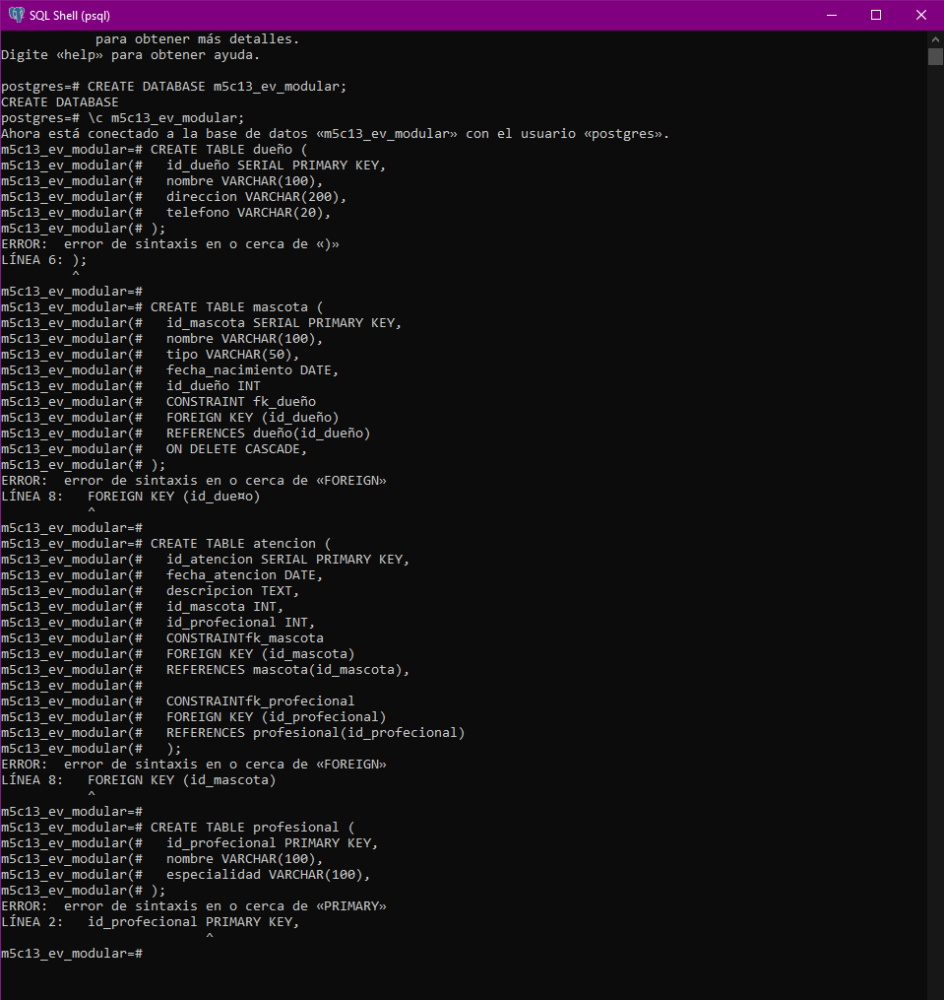 SQL Shell (psql)
para obtener más detalles.
Digite «help» para obtener ayuda.
postgres=# CREATE DATABASE m5c13_ev_modular;
CREATE DATABASE
postgres=# \c m5c13_ev_modular;
Ahora está conectado a la base de datos «m5c13_ev_modular» con el usuario «postgres».
m5c13_ev_modular=# CREATE TABLE dueño (
m5c13_ev_modular(#   id_dueño SERIAL PRIMARY KEY,
m5c13_ev_modular(#   nombre VARCHAR(100),
m5c13_ev_modular(#   direccion VARCHAR(200),
m5c13_ev_modular(#   telefono VARCHAR(20),
m5c13_ev_modular(# );
ERROR:  error de sintaxis en o cerca de «)»
LÍNEA 6: );
^
m5c13_ev_modular=#
m5c13_ev_modular=# CREATE TABLE mascota (
m5c13_ev_modular(#   id_mascota SERIAL PRIMARY KEY,
m5c13_ev_modular(#   nombre VARCHAR(100),
m5c13_ev_modular(#   tipo VARCHAR(50),
m5c13_ev_modular(#   fecha_nacimiento DATE,
m5c13_ev_modular(#   id_dueño INT
m5c13_ev_modular(#   CONSTRAINT fk_dueño
m5c13_ev_modular(#   FOREIGN KEY (id_dueño)
m5c13_ev_modular(#   REFERENCES dueño(id_dueño)
m5c13_ev_modular(#   ON DELETE CASCADE,
m5c13_ev_modular(# );
ERROR:  error de sintaxis en o cerca de «FOREIGN»
LÍNEA 8:   FOREIGN KEY (id_due¤o)
^
m5c13_ev_modular=#
m5c13_ev_modular=# CREATE TABLE atencion (
m5c13_ev_modular(#   id_atencion SERIAL PRIMARY KEY,
m5c13_ev_modular(#   fecha_atencion DATE,
m5c13_ev_modular(#   descripcion TEXT,
m5c13_ev_modular(#   id_mascota INT,
m5c13_ev_modular(#   id_profecional INT,
m5c13_ev_modular(#   CONSTRAINTfk_mascota
m5c13_ev_modular(#   FOREIGN KEY (id_mascota)
m5c13_ev_modular(#   REFERENCES mascota(id_mascota),
m5c13_ev_modular(#
m5c13_ev_modular(#   CONSTRAINTfk_profecional
m5c13_ev_modular(#   FOREIGN KEY (id_profecional)
m5c13_ev_modular(#   REFERENCES profesional(id_profecional)
m5c13_ev_modular(#   );
ERROR:  error de sintaxis en o cerca de «FOREIGN»
LÍNEA 8:   FOREIGN KEY (id_mascota)
^
m5c13_ev_modular=#
m5c13_ev_modular=# CREATE TABLE profesional (
m5c13_ev_modular(#   id_profecional PRIMARY KEY,
m5c13_ev_modular(#   nombre VARCHAR(100),
m5c13_ev_modular(#   especialidad VARCHAR(100),
m5c13_ev_modular(# );
ERROR:  error de sintaxis en o cerca de «PRIMARY»
LÍNEA 2:   id_profecional PRIMARY KEY,
^
m5c13_ev_modular=#